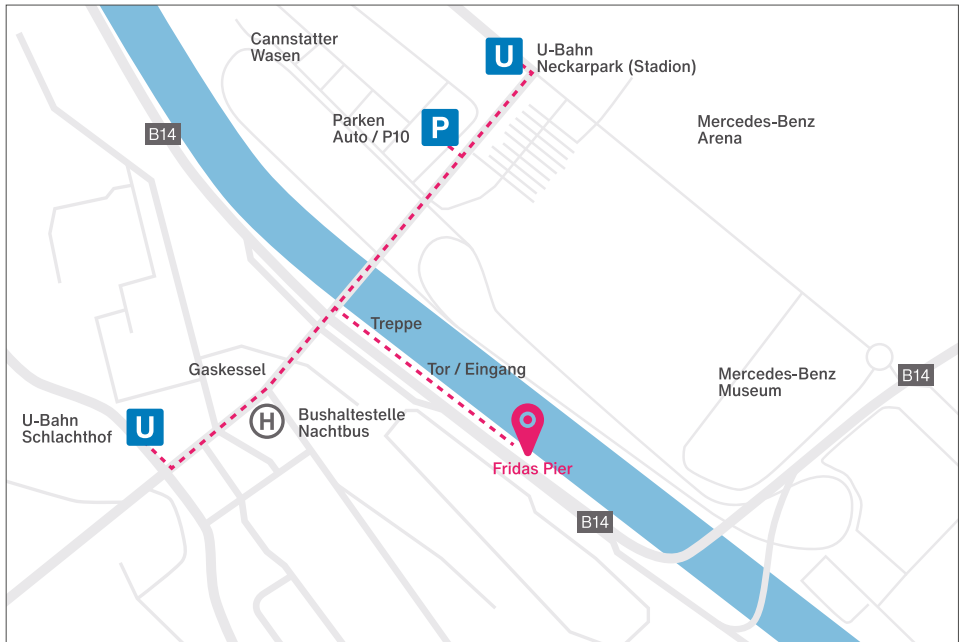 Cannstatter
Wasen
U
U-Bahn
Neckarpark (Stadion)
Parken
Auto / P10
P
Mercedes-Benz
Arena
B14
Treppe
Gaskessel
Tor / Eingang
Mercedes-Benz
Museum
B14
U-Bahn
Schlachthof
U
H
Bushaltestelle
Nachtbus
Fridas Pier
B14